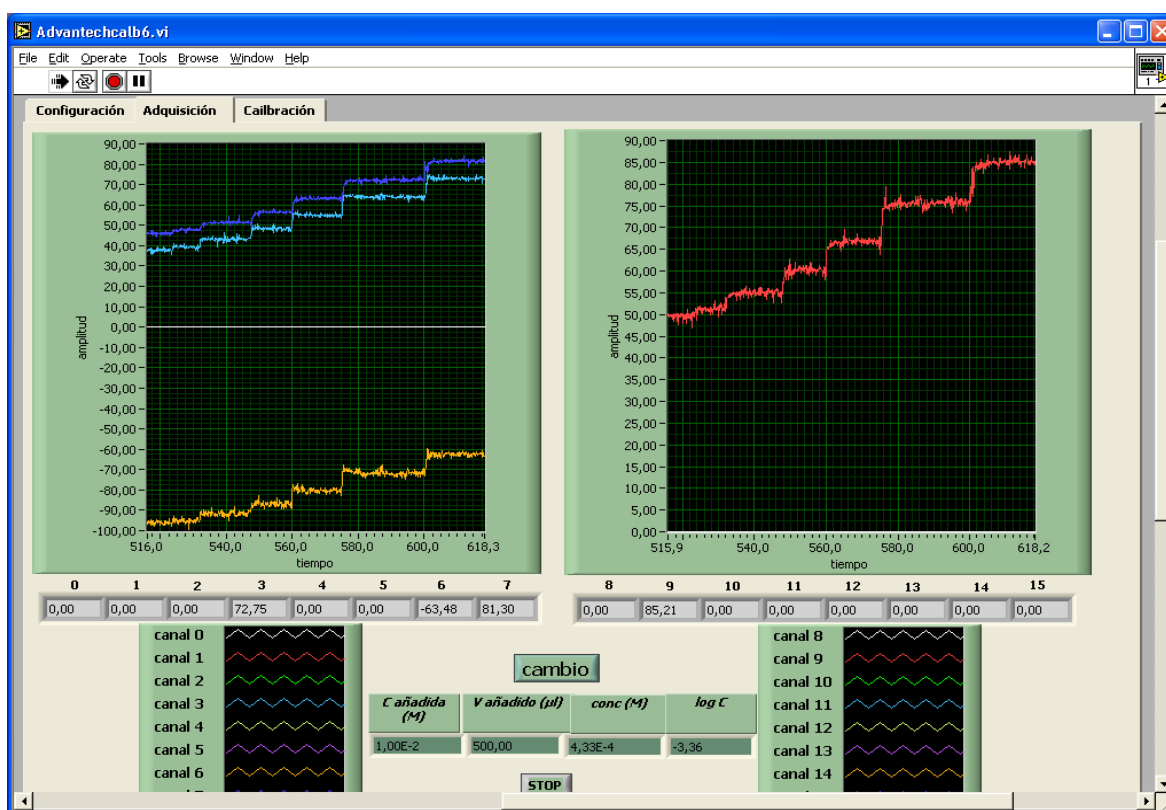 Advantechcalb6.vi
File Edit Operate Tools Browse Window Help
1
Configuración Adquisición Cailbración
90,00
80,00
70,00
60,00
50,00
40,00
30,00
20,00
10,00
0,00
-10,00
-20,00
-30,00
-40,00
-50,00
-60,00
-70,00
-80,00
-90,00
-100,00
amplitud
516,0 540,0 560,0 580,0 600,0 618,3
tiempo
90,00
85,00
80,00
75,00
70,00
65,00
60,00
55,00
50,00
45,00
40,00
35,00
30,00
25,00
20,00
15,00
10,00
5,00
0,00
amplitud
515,9 540,0 560,0 580,0 600,0 618,2
tiempo
0 1 2 3 4 5 6 7
0,00 0,00 0,00 72,75 0,00 0,00 -63,48 81,30
8 9 10 11 12 13 14 15
0,00 85,21 0,00 0,00 0,00 0,00 0,00 0,00
canal 0
canal 1
canal 2
canal 3
canal 4
canal 5
canal 6
cambio
C añadida (M) V añadido (µl) conc (M) log C
1,00E-2 500,00 4,33E-4 -3,36
STOP
canal 8
canal 9
canal 10
canal 11
canal 12
canal 13
canal 14